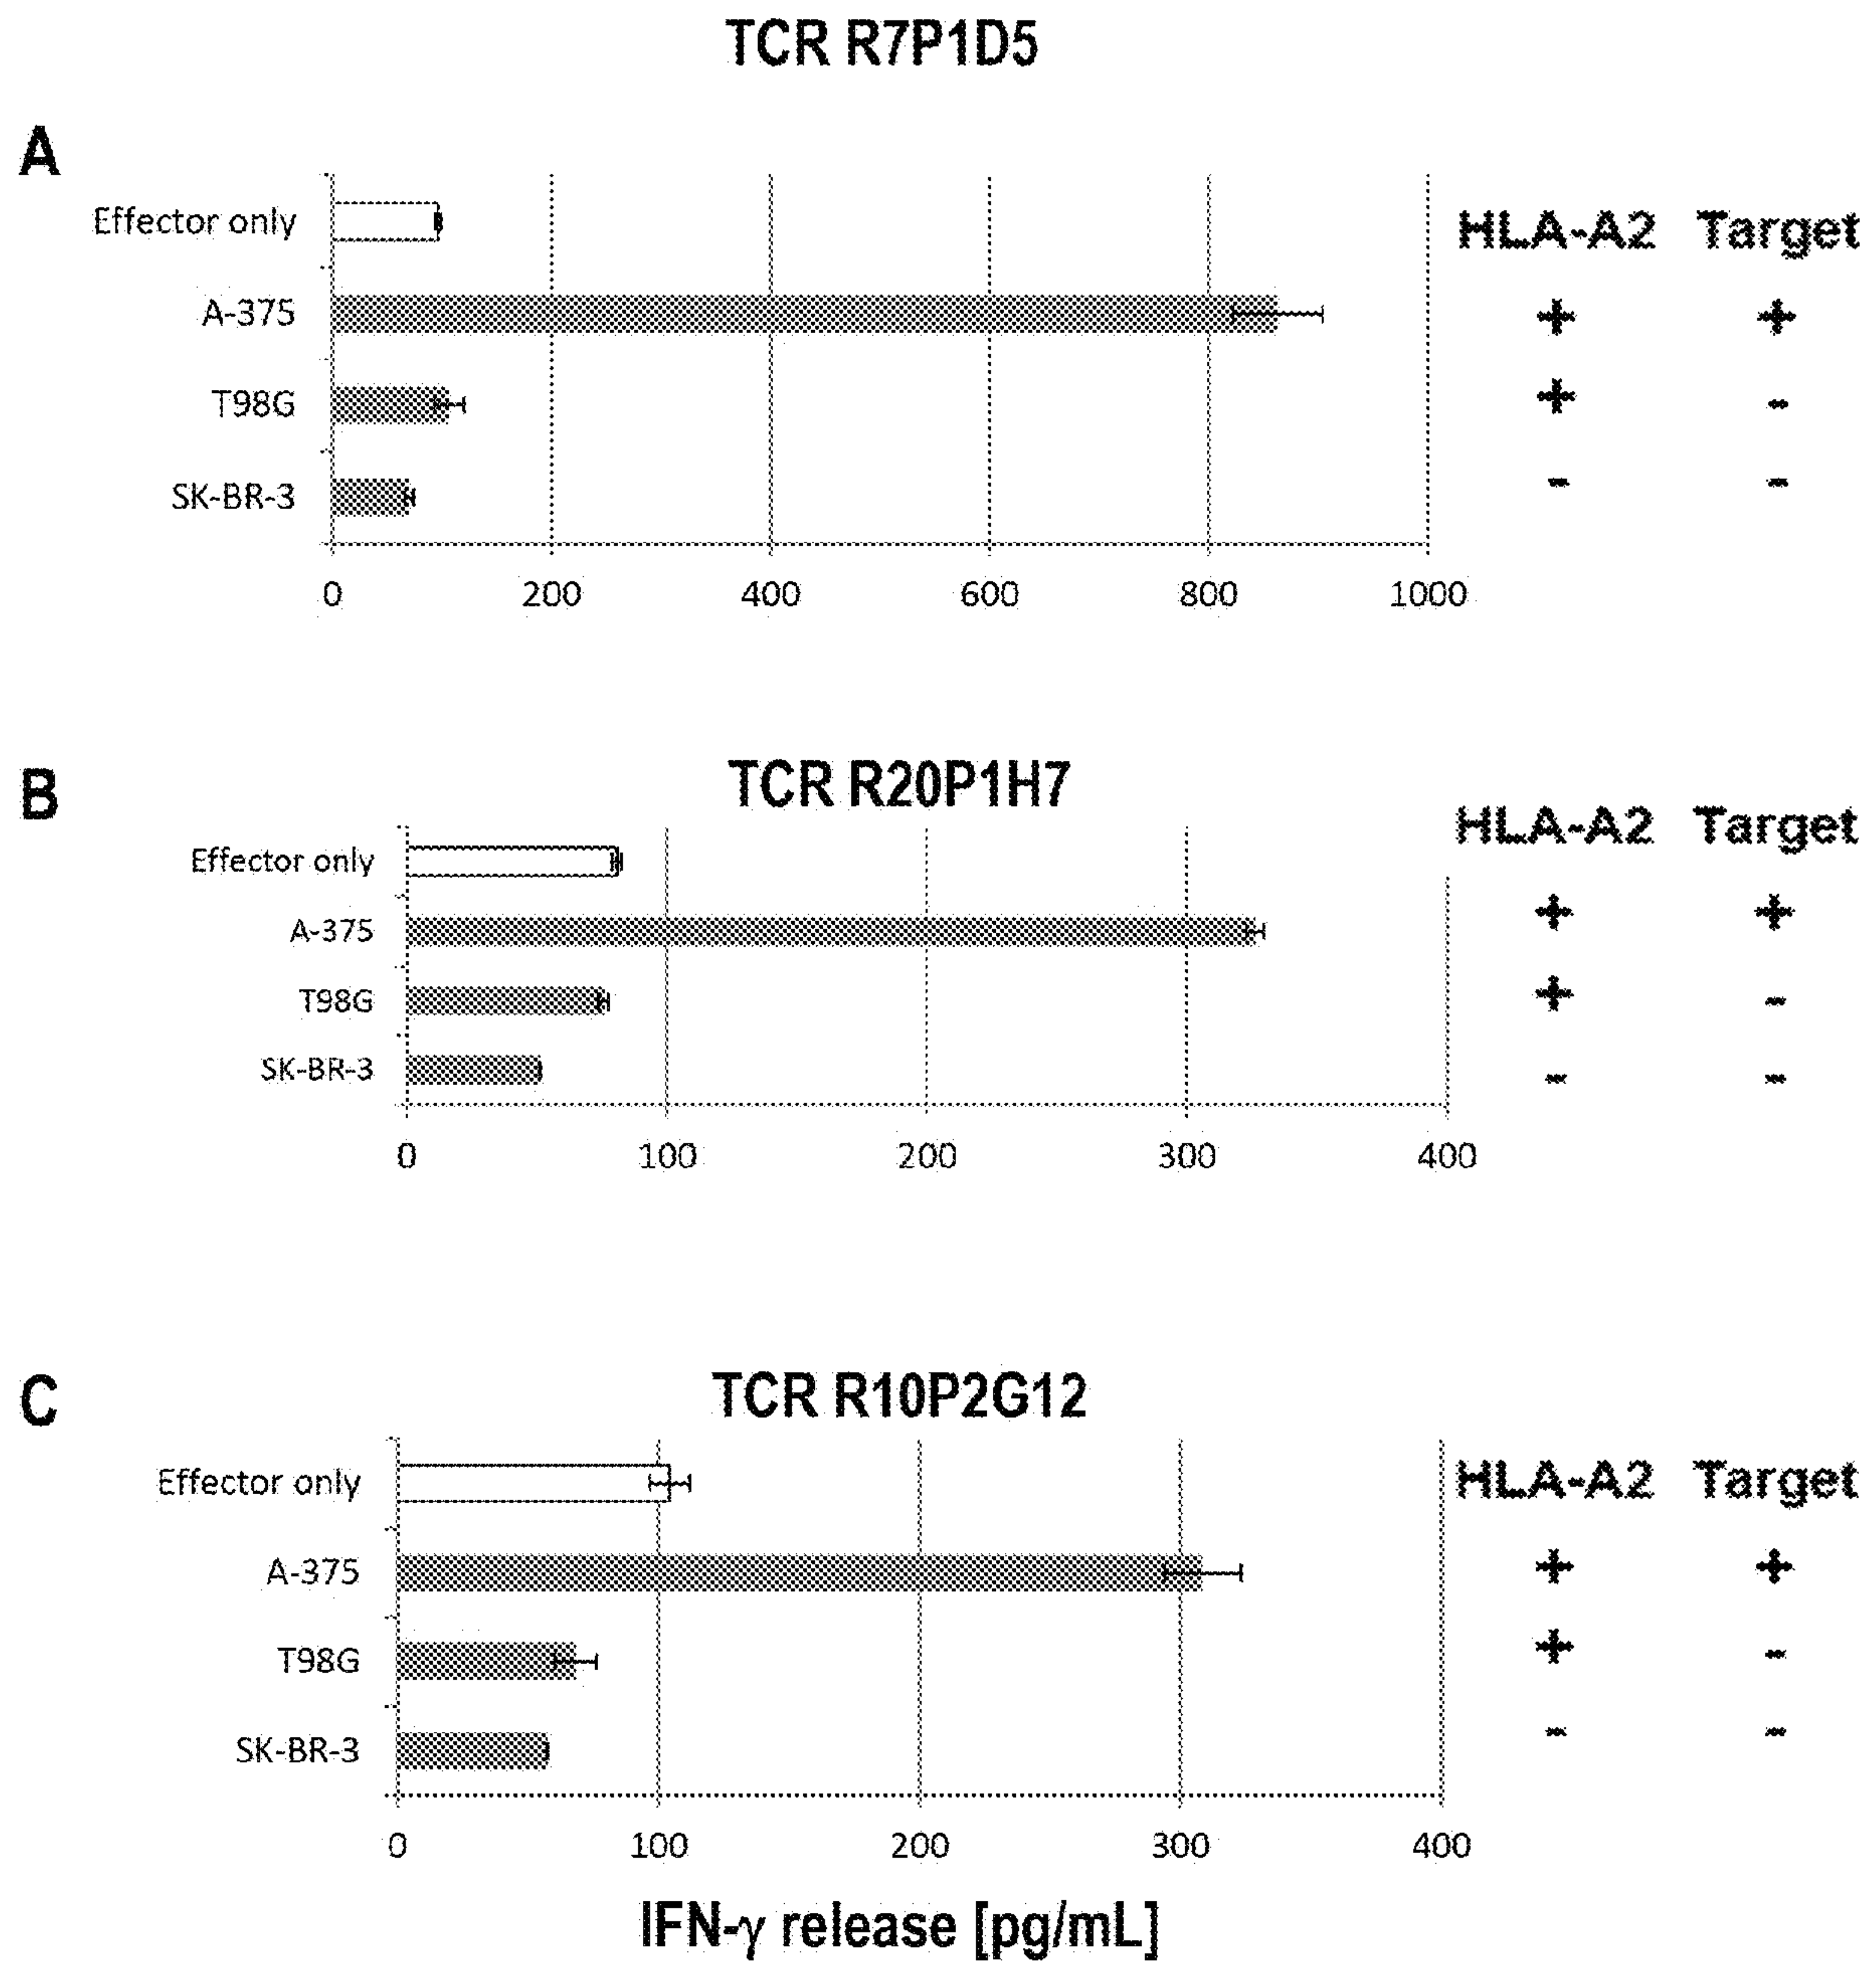 TCR R7P1D5
A
Effector only
HLA-A2 Target
A-375 + +
T98G + -
SK-BR-3 - -
0 200 400 600 800 1000
B
TCR R20P1H7
HLA-A2 Target
Effector only
A-375 + +
T98G + -
SK-BR-3 - -
0 100 200 300 400
C
TCR R10P2G12
Effector only
HLA-A2 Target
A-375 + +
T98G + -
SK-BR-3 - -
0 100 200 300 400
IFN-γ release [pg/mL]